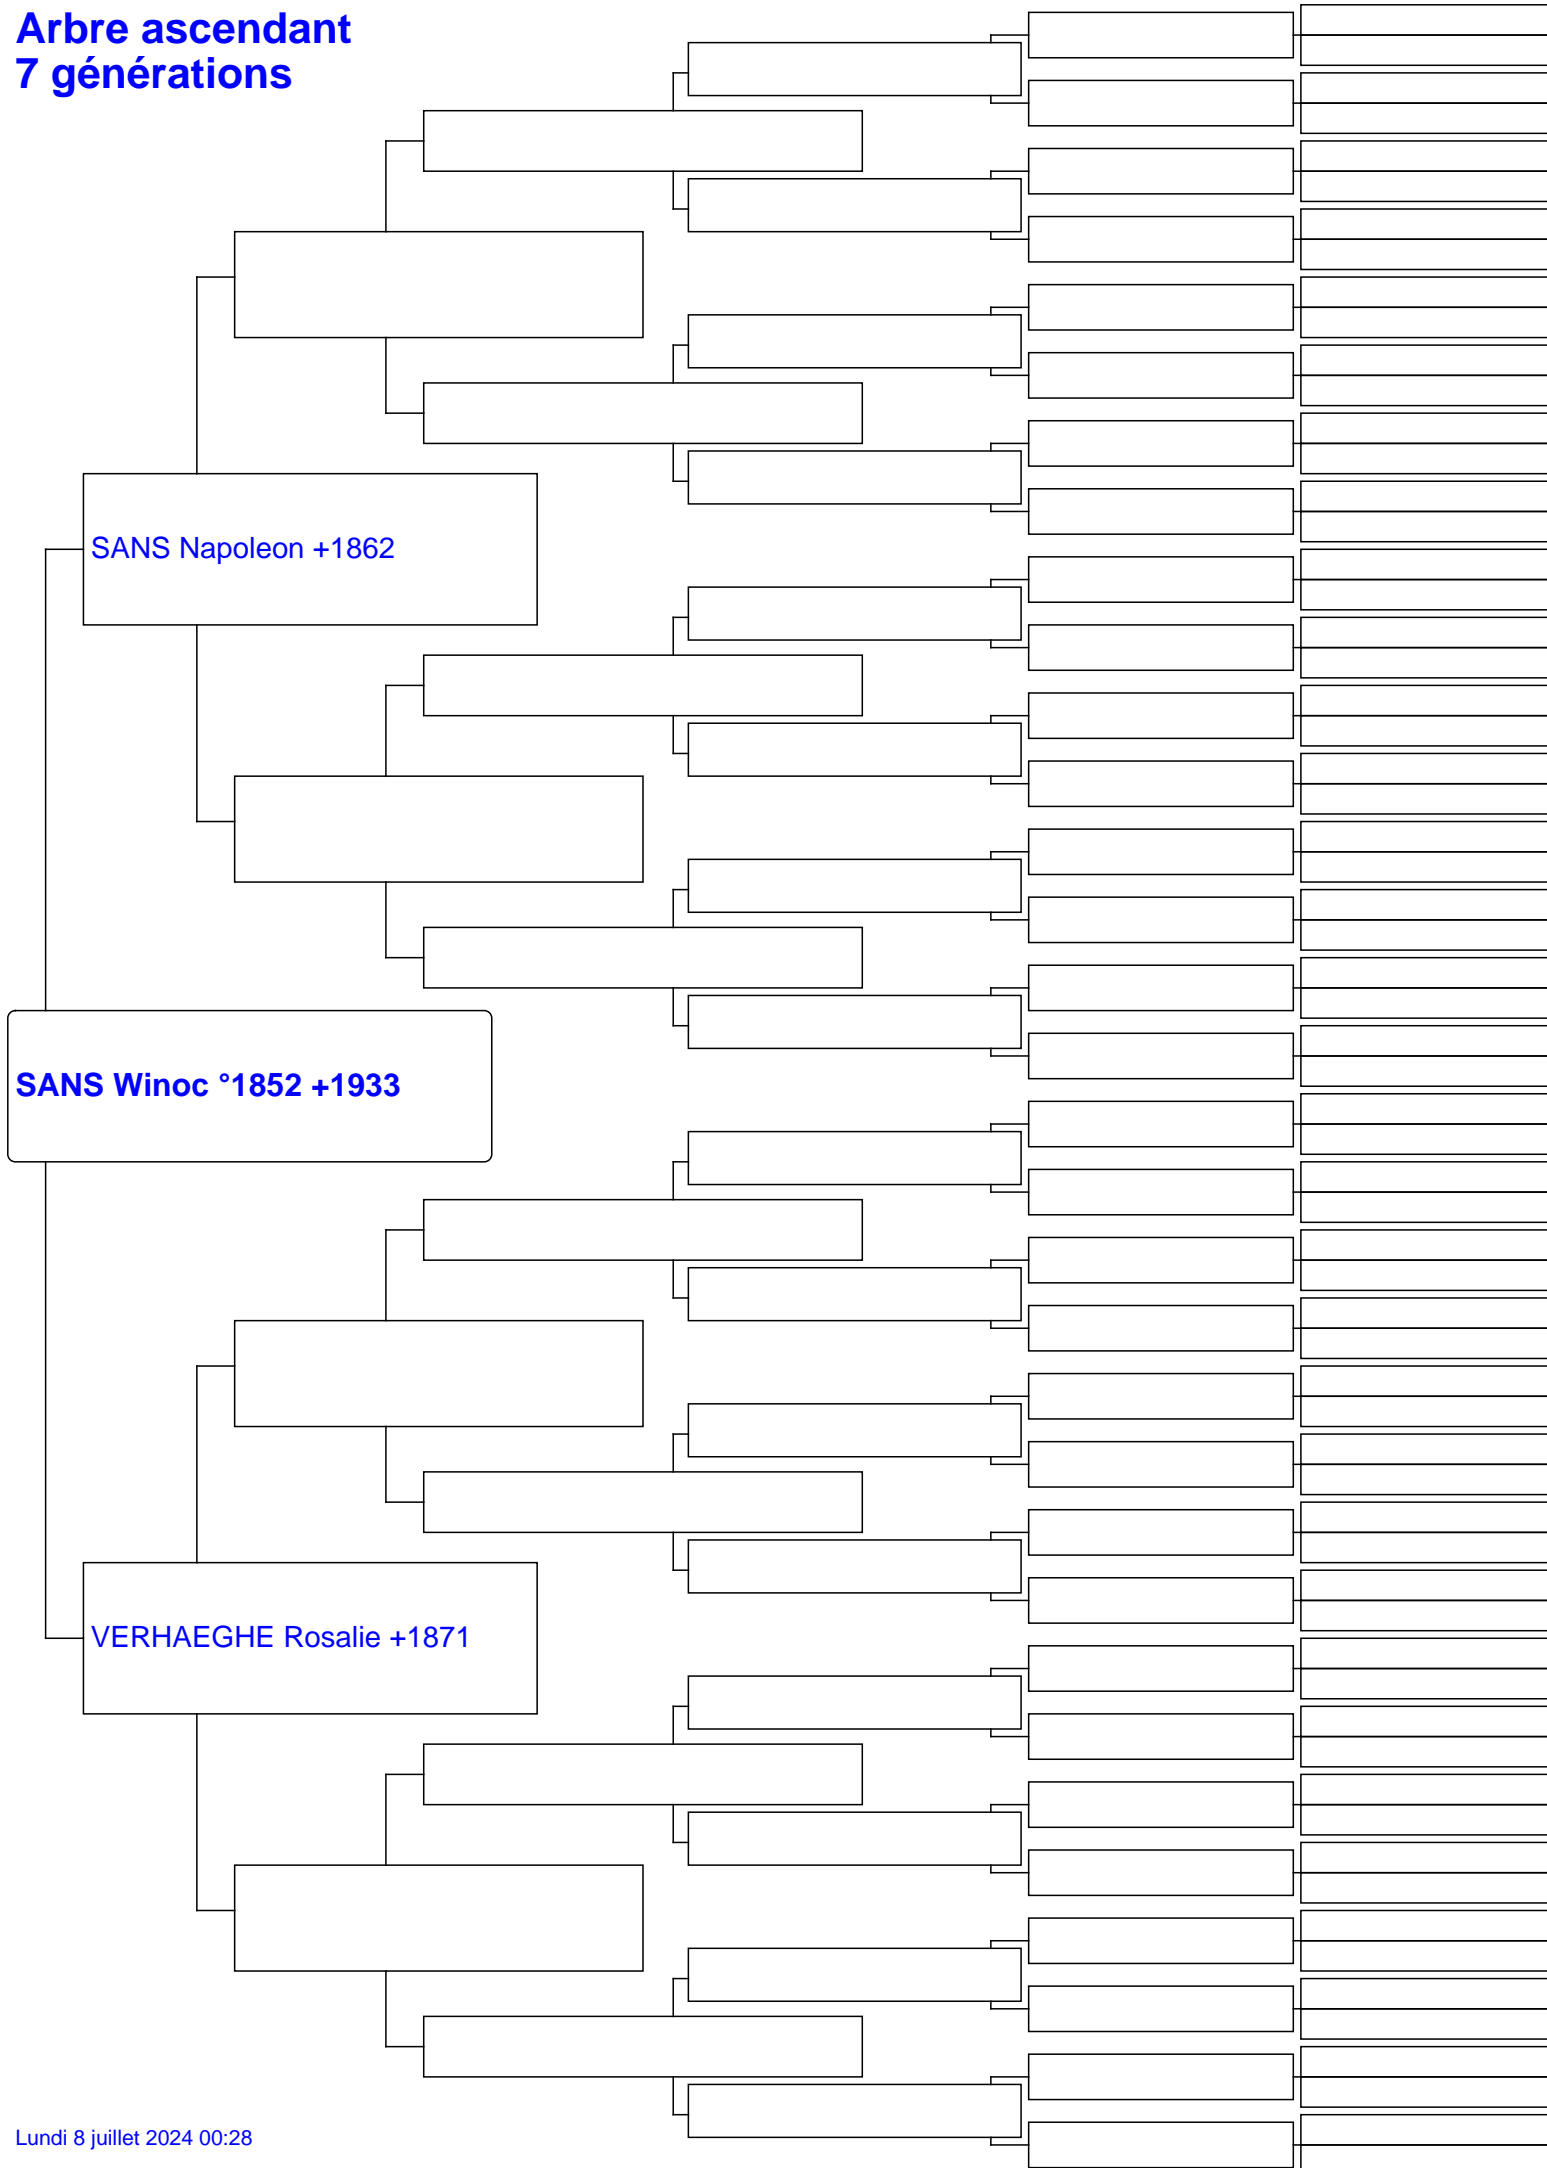 Arbre ascendant
7 générations
SANS Napoleon +1862
SANS Winoc °1852 +1933
VERHAEGHE Rosalie +1871
Lundi 8 juillet 2024 00:28